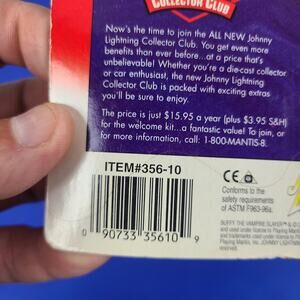 COLLECTOR CLUB
Now's the time to join the ALL NEW Johnny
Lightning Collector Club. You get even more
benefits than ever before...at a price that's
unbelievable! Whether you're a die-cast collector
or car enthusiast, the new Johnny Lightning
Collector Club is packed with exciting extras
you'll be sure to enjoy.
The price is just $15.95 a year (plus $3.95 S&H)
for the welcome kit...a fantastic value! To join, or
for more information, call: 1-800-MANTIS-8.
ITEM#356-10
0 90733 35610 9
CE
Conforms to the
safety requirements
of ASTM F963-96a.
BUFFY THE VAMPIRE SLAYER